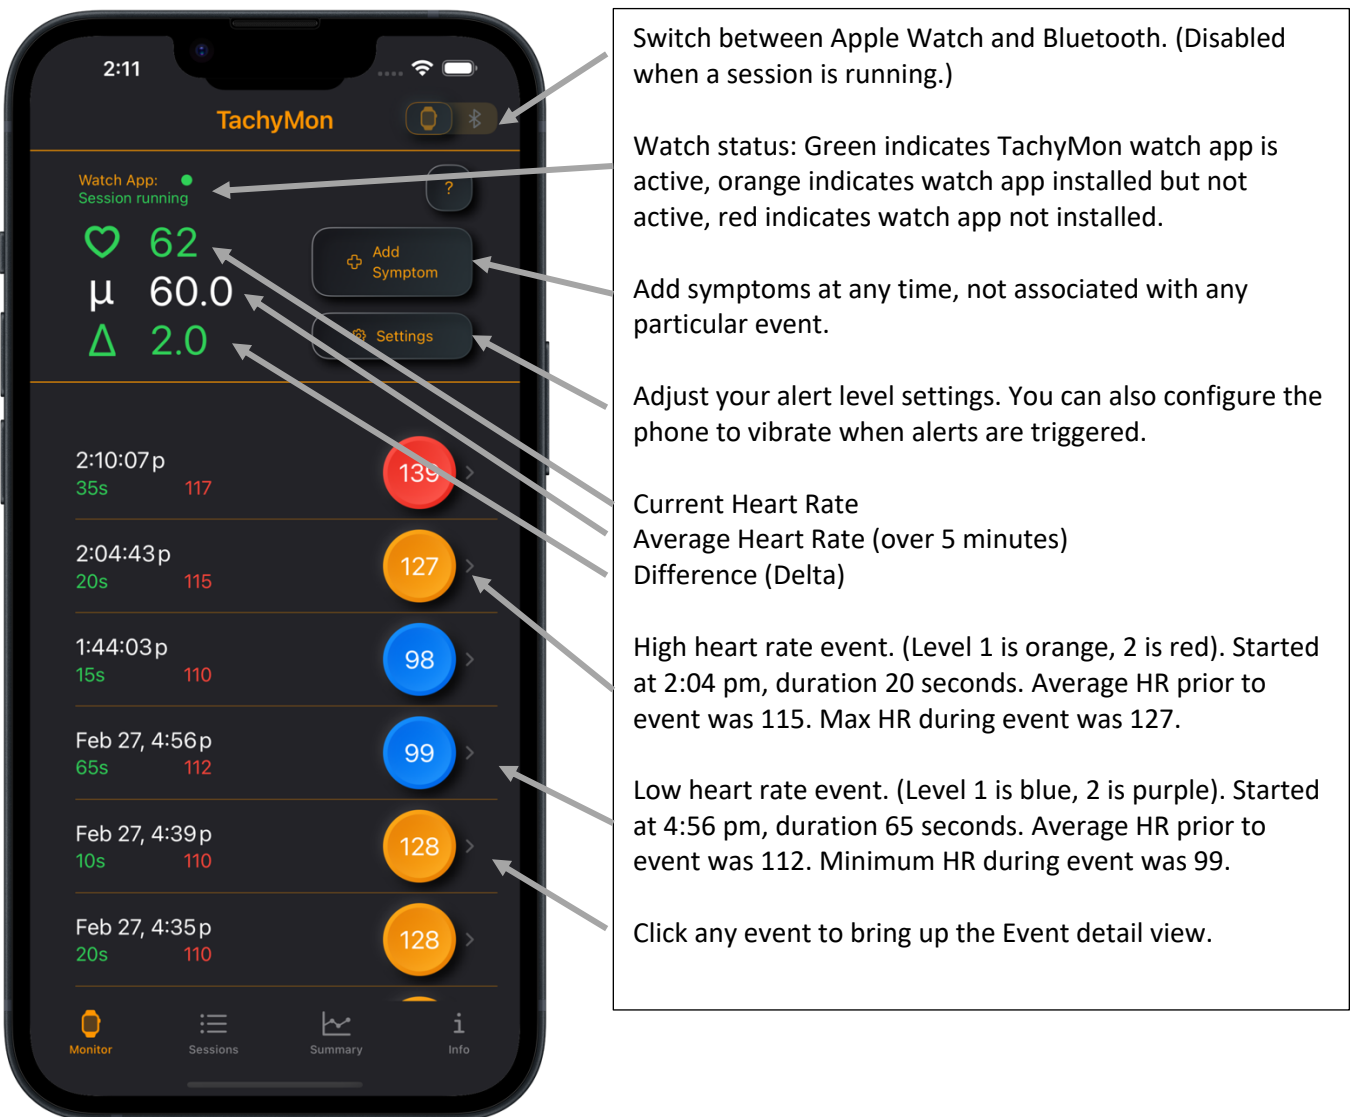 2:11
TachyMon
Watch App:
Session running
?
62
Add
Symptom
μ 60.0
Δ 2.0
Settings
2:10:07p
35s 117
139
2:04:43p
20s 115
127
1:44:03p
15s 110
98
Feb 27, 4:56p
65s 112
99
Feb 27, 4:39p
10s 110
128
Feb 27, 4:35p
20s 110
128
Monitor
Sessions
Summary
i
Info
Switch between Apple Watch and Bluetooth. (Disabled
when a session is running.)
Watch status: Green indicates TachyMon watch app is
active, orange indicates watch app installed but not
active, red indicates watch app not installed.
Add symptoms at any time, not associated with any
particular event.
Adjust your alert level settings. You can also configure the
phone to vibrate when alerts are triggered.
Current Heart Rate
Average Heart Rate (over 5 minutes)
Difference (Delta)
High heart rate event. (Level 1 is orange, 2 is red). Started
at 2:04 pm, duration 20 seconds. Average HR prior to
event was 115. Max HR during event was 127.
Low heart rate event. (Level 1 is blue, 2 is purple). Started
at 4:56 pm, duration 65 seconds. Average HR prior to
event was 112. Minimum HR during event was 99.
Click any event to bring up the Event detail view.